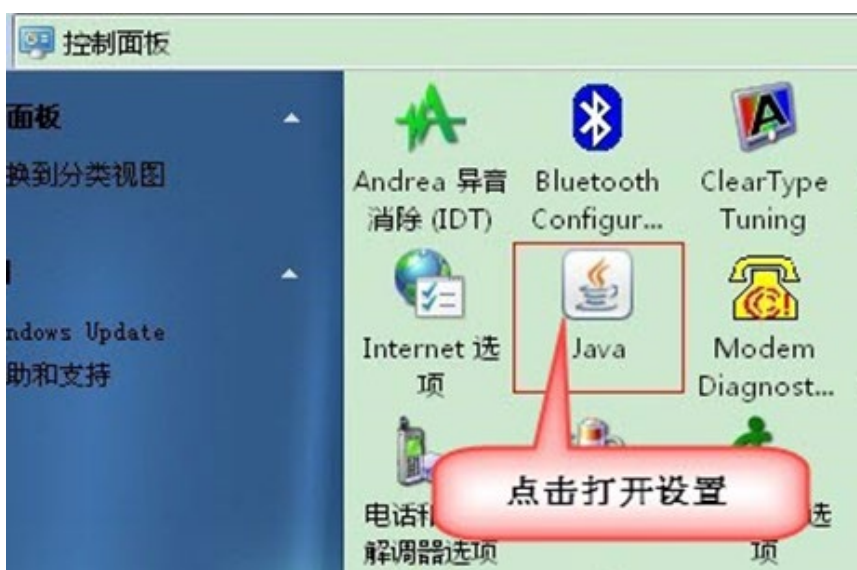 控制面板
面板
换到分类视图
ndows Update
助和支持
Andrea 异音
消除 (IDT)
Bluetooth
Configur...
ClearType
Tuning
Internet 选
项
Java
Modem
Diagnost...
点击打开设置
电话和
解调器选项
选
项